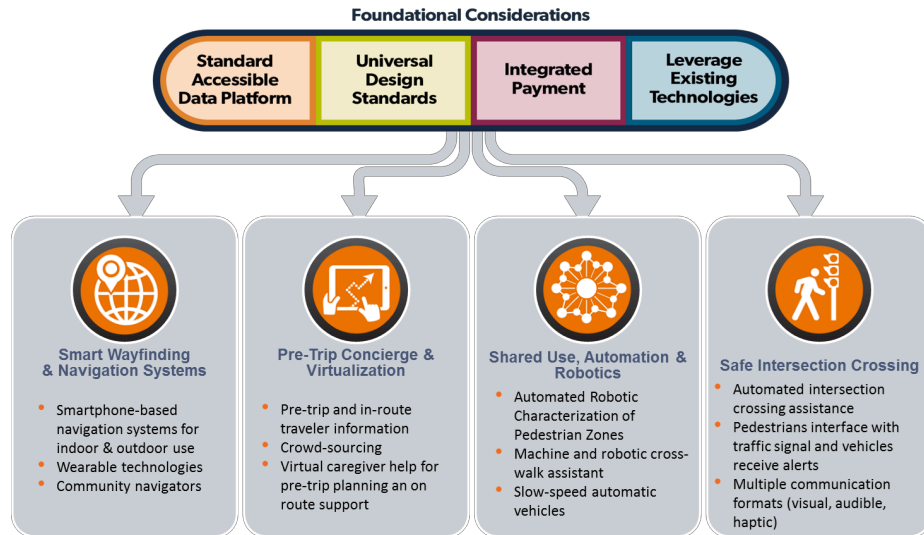 Foundational Considerations
Standard
Accessible
Data Platform
Universal
Design
Standards
Integrated
Payment
Leverage
Existing
Technologies
Smart Wayfinding
& Navigation Systems
• Smartphone-based
navigation systems for
indoor & outdoor use
• Wearable technologies
• Community navigators
Pre-Trip Concierge &
Virtualization
• Pre-trip and in-route
traveler information
• Crowd-sourcing
• Virtual caregiver help for
pre-trip planning an on
route support
Shared Use, Automation &
Robotics
• Automated Robotic
Characterization of
Pedestrian Zones
• Machine and robotic cross-
walk assistant
• Slow-speed automatic
vehicles
Safe Intersection Crossing
• Automated intersection
crossing assistance
• Pedestrians interface with
traffic signal and vehicles
receive alerts
• Multiple communication
formats (visual, audible,
haptic)